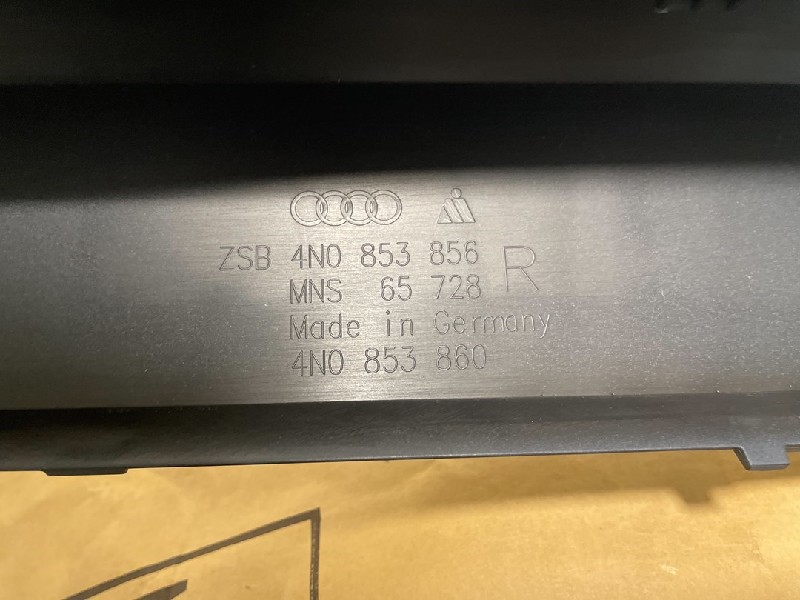 ZSB 4N0 853 856 R
MNS 65 728
Made in Germany
4N0 853 860